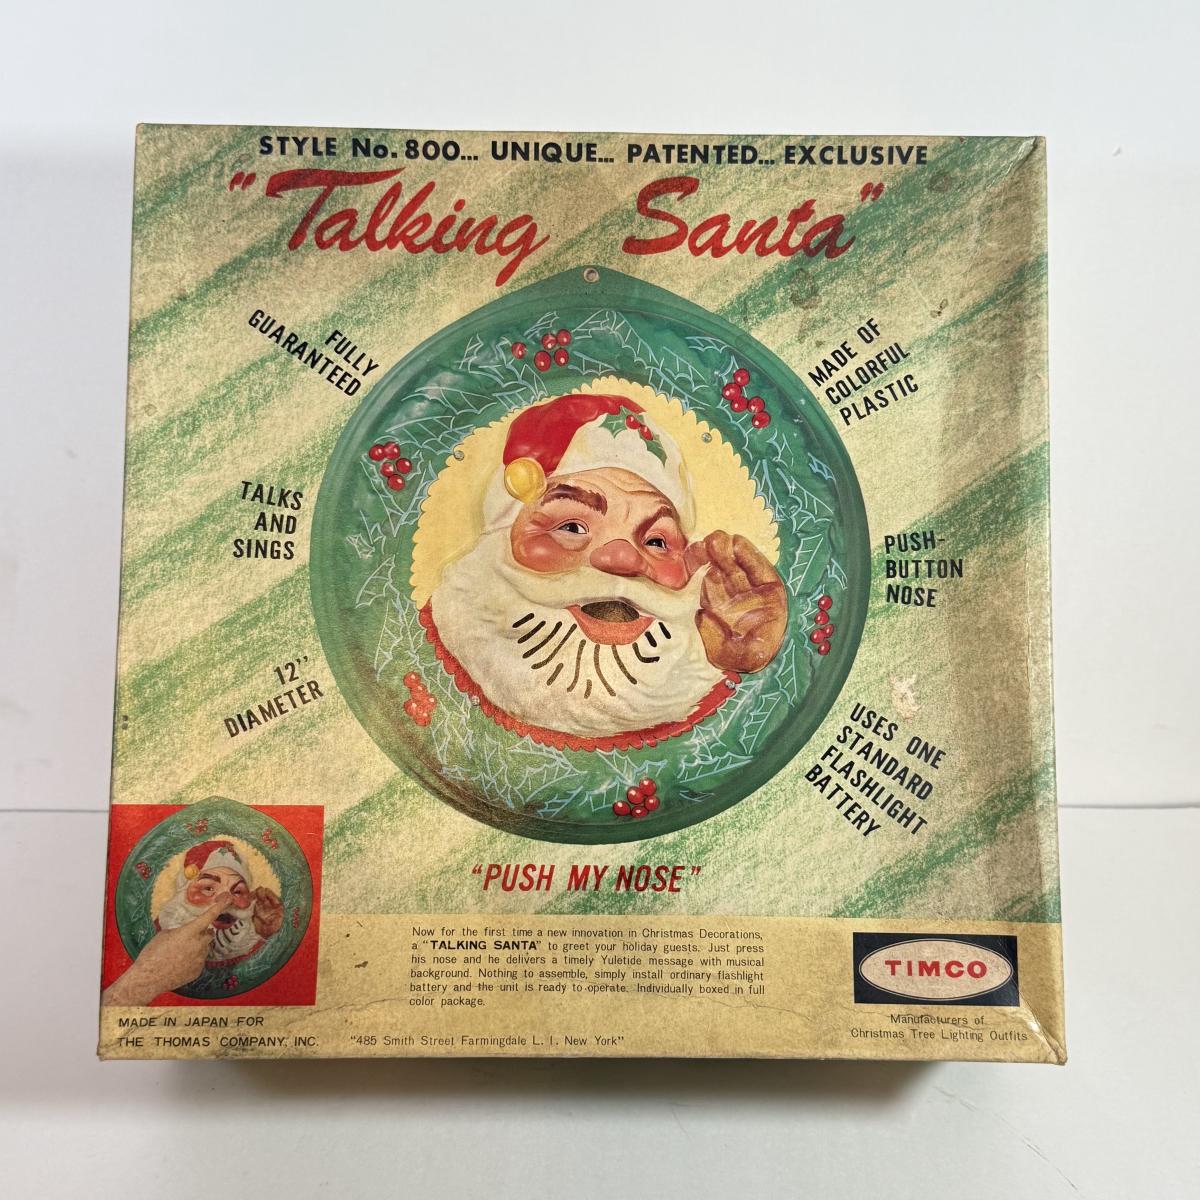 STYLE No. 800... UNIQUE... PATENTED... EXCLUSIVE
"Talking Santa"
FULLY
GUARANTEED
MADE OF
COLORFUL
PLASTIC
TALKS
AND
SINGS
PUSH-
BUTTON
NOSE
12"
DIAMETER
USES ONE
STANDARD
FLASHLIGHT
BATTERY
"PUSH MY NOSE"
Now for the first time a new innovation in Christmas Decorations,
a "TALKING SANTA" to greet your holiday guests. Just press
his nose and he delivers a timely Yuletide message with musical
background. Nothing to assemble, simply install ordinary flashlight
battery and the unit is ready to operate. Individually boxed in full
color package.
TIMCO
Manufacturers of
Christmas Tree Lighting Outfits
MADE IN JAPAN FOR
THE THOMAS COMPANY, INC.
"485 Smith Street Farmingdale L. I. New York"